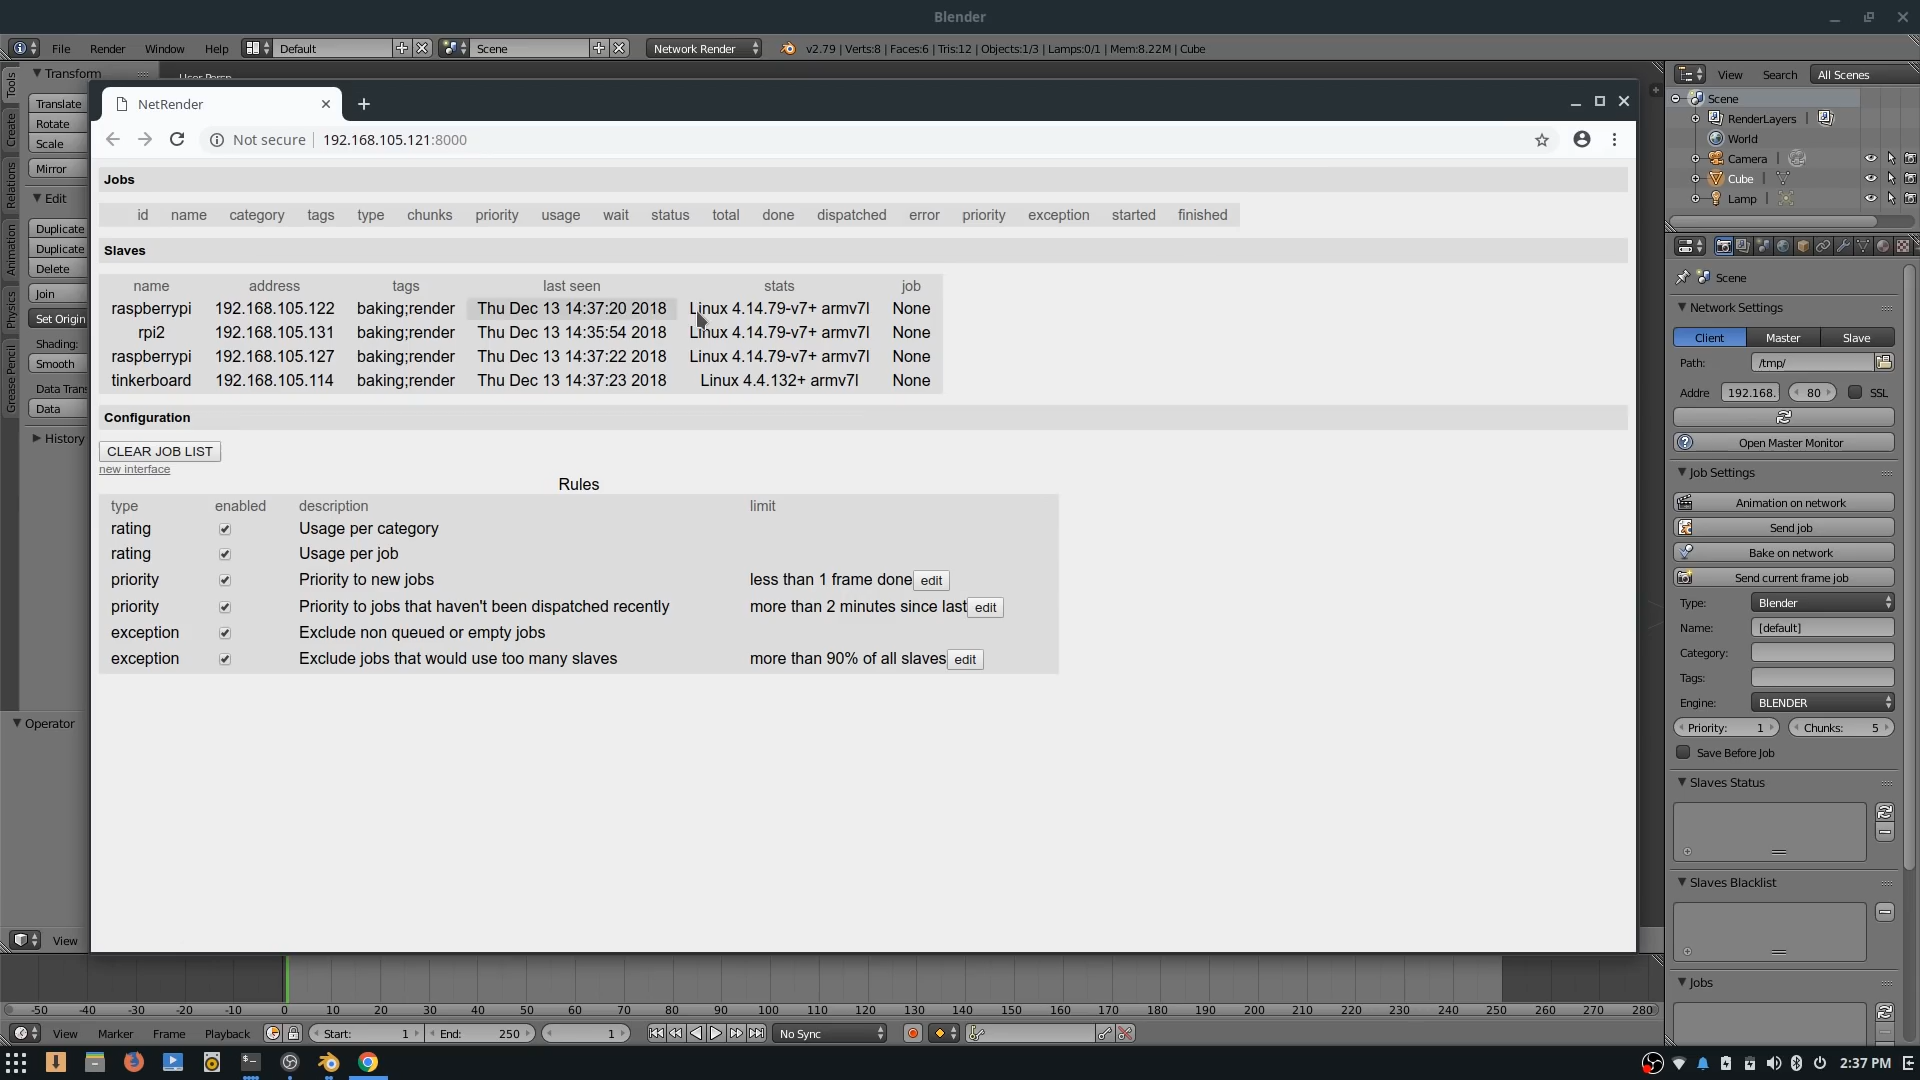 Blender
File Render Window Help Default Scene Network Render v2.79 | Verts:8 | Faces:6 | Tris:12 | Objects:1/3 | Lamps:0/1 | Mem:8.22M | Cube
Transform
Translate
Rotate
Scale
Mirror
Edit
Duplicate
Duplicate
Delete
Join
Set Origin
Shading:
Smooth
Data Trans
Data
History
Operator
Tools
Create
Relations
Animation
Physics
Grease Pencil
NetRender
Not secure 192.168.105.121:8000
Jobs
id name category tags type chunks priority usage wait status total done dispatched error priority exception started finished
Slaves
name address tags last seen stats job
raspberrypi 192.168.105.122 baking;render Thu Dec 13 14:37:20 2018 Linux 4.14.79-v7+ armv7l None
rpi2 192.168.105.131 baking;render Thu Dec 13 14:35:54 2018 Linux 4.14.79-v7+ armv7l None
raspberrypi 192.168.105.127 baking;render Thu Dec 13 14:37:22 2018 Linux 4.14.79-v7+ armv7l None
tinkerboard 192.168.105.114 baking;render Thu Dec 13 14:37:23 2018 Linux 4.4.132+ armv7l None
Configuration
CLEAR JOB LIST
new interface
Rules
type enabled description limit
rating Usage per category
rating Usage per job
priority Priority to new jobs less than 1 frame done edit
priority Priority to jobs that haven't been dispatched recently more than 2 minutes since last edit
exception Exclude non queued or empty jobs
exception Exclude jobs that would use too many slaves more than 90% of all slaves edit
View Search All Scenes
Scene
RenderLayers
World
Camera
Cube
Lamp
Scene
Network Settings
Client Master Slave
Path: /tmp/
Addre 192.168. 80 SSL
Open Master Monitor
Job Settings
Animation on network
Send job
Bake on network
Send current frame job
Type: Blender
Name: [default]
Category:
Tags:
Engine: BLENDER
Priority: 1 Chunks: 5
Save Before Job
Slaves Status
Slaves Blacklist
Jobs
View
-50 -40 -30 -20 -10 0 10 20 30 40 50 60 70 80 90 100 110 120 130 140 150 160 170 180 190 200 210 220 230 240 250 260 270 280
View Marker Frame Playback Start: 1 End: 250 1 No Sync
2:37 PM